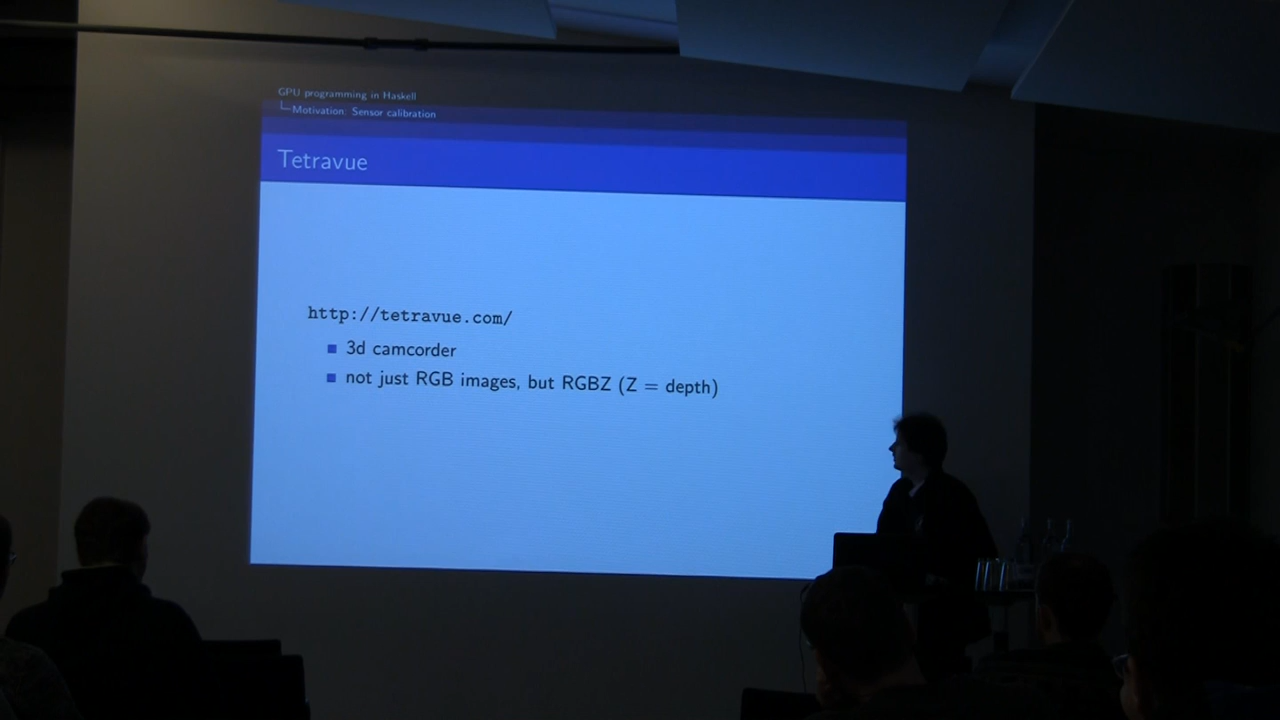 GPU programming in Haskell
Motivation: Sensor calibration
Tetravue
http://tetravue.com/
3d camcorder
not just RGB images, but RGBZ (Z = depth)